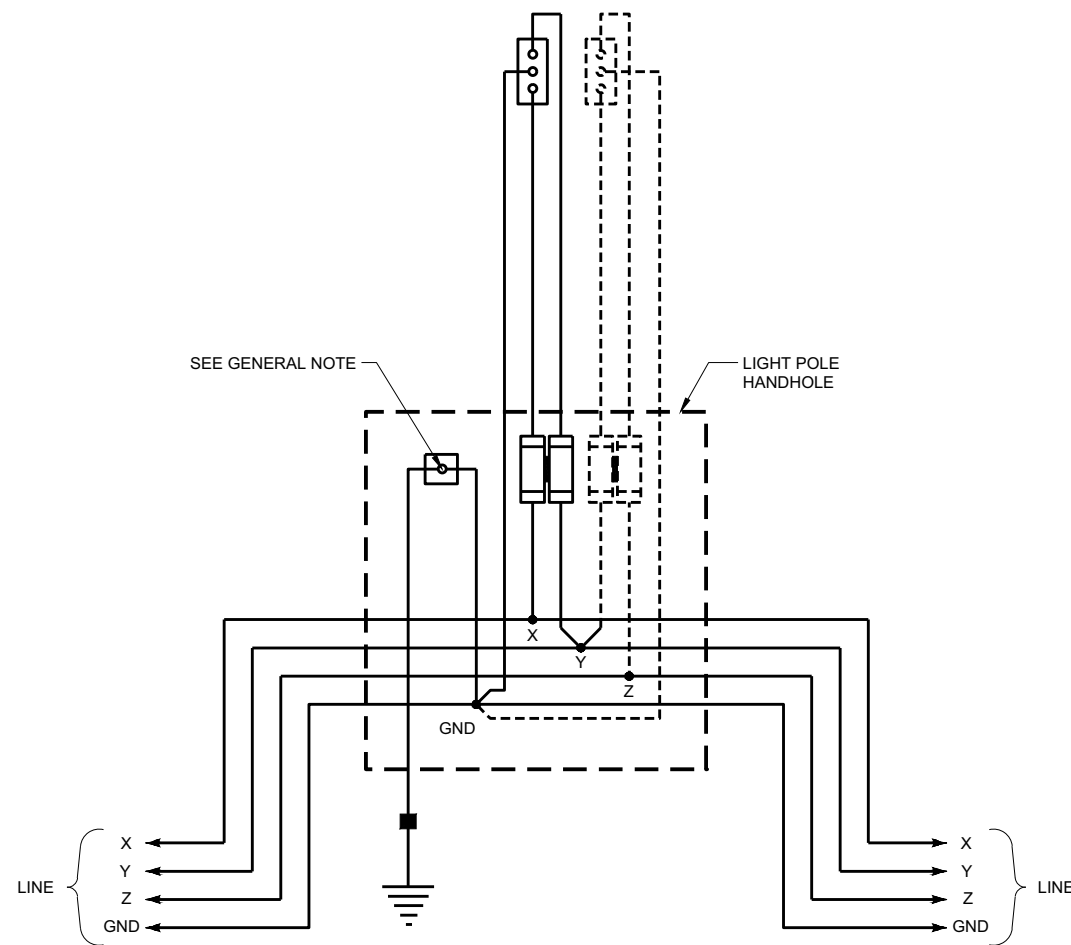 SEE GENERAL NOTE
LIGHT POLE
HANDHOLE
X
Y
Z
GND
LINE
X
Y
Z
GND
X
Y
Z
GND
LINE